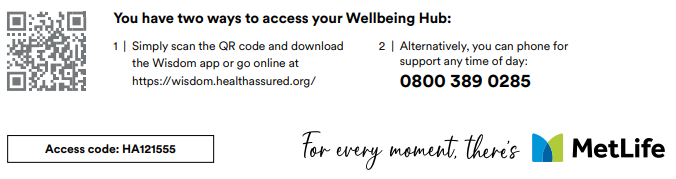 You have two ways to access your Wellbeing Hub:
1 | Simply scan the QR code and download
the Wisdom app or go online at
https://wisdom.healthassured.org/
2 | Alternatively, you can phone for
support any time of day:
0800 389 0285
Access code: HA121555
For every moment, there's
MetLife